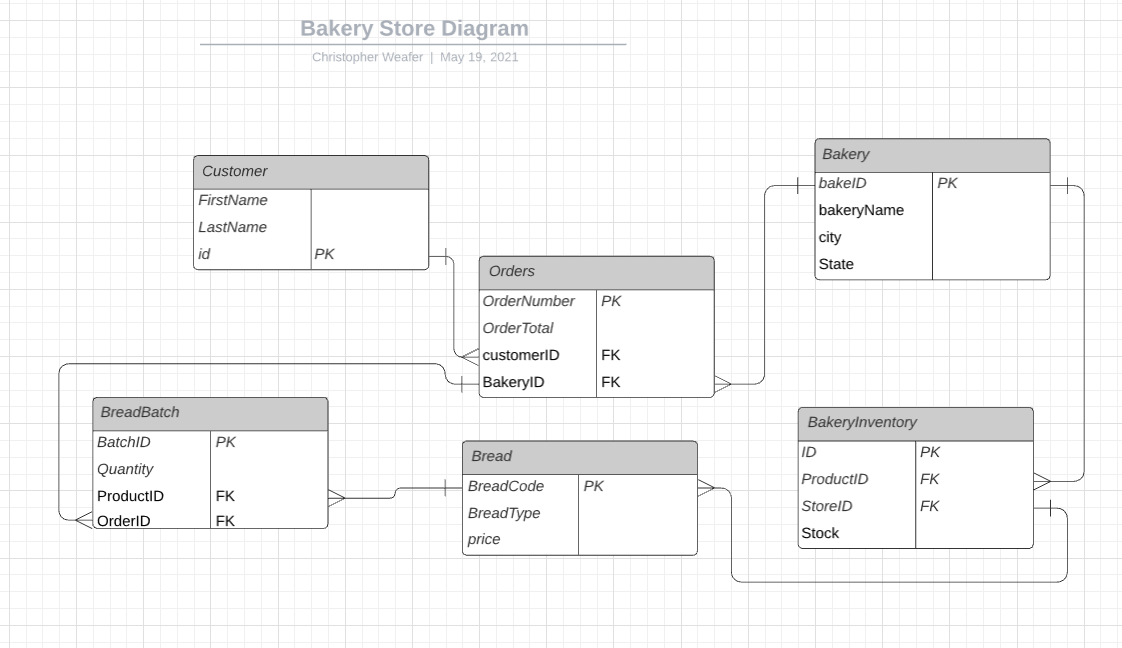 Bakery Store Diagram
Christopher Weafer | May 19, 2021
Customer
FirstName
LastName
id PK
Bakery
bakeID PK
bakeryName
city
State
Orders
OrderNumber PK
OrderTotal
customerID FK
BakeryID FK
BreadBatch
BatchID PK
Quantity
ProductID FK
OrderID FK
Bread
BreadCode PK
BreadType
price
BakeryInventory
ID PK
ProductID FK
StoreID FK
Stock